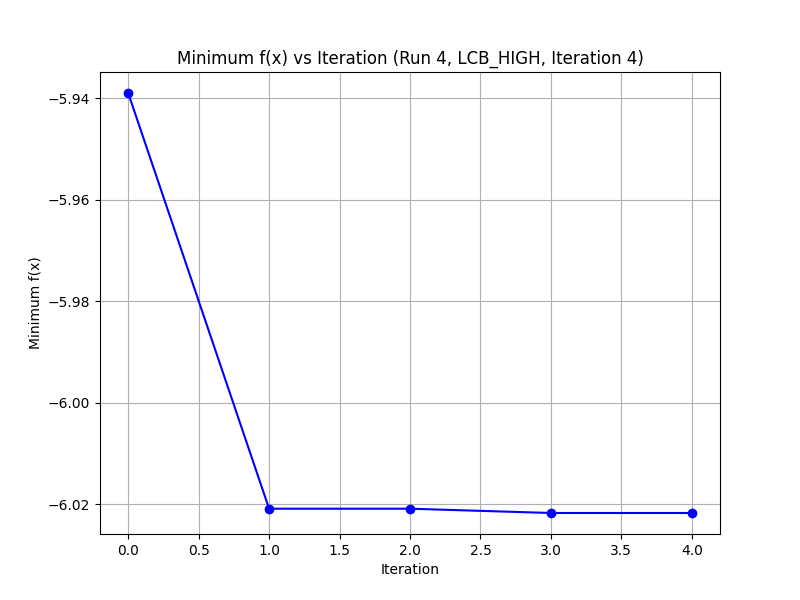 Minimum f(x) vs Iteration (Run 4, LCB_HIGH, Iteration 4)
Minimum f(x)
−5.94
−5.96
−5.98
−6.00
−6.02
0.0 0.5 1.0 1.5 2.0 2.5 3.0 3.5 4.0
Iteration